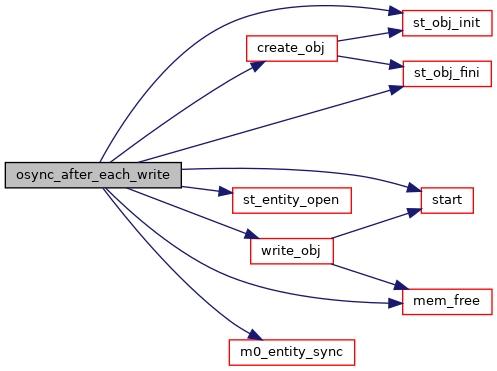 st_obj_init
create_obj
st_obj_fini
osync_after_each_write
st_entity_open
start
write_obj
mem_free
m0_entity_sync